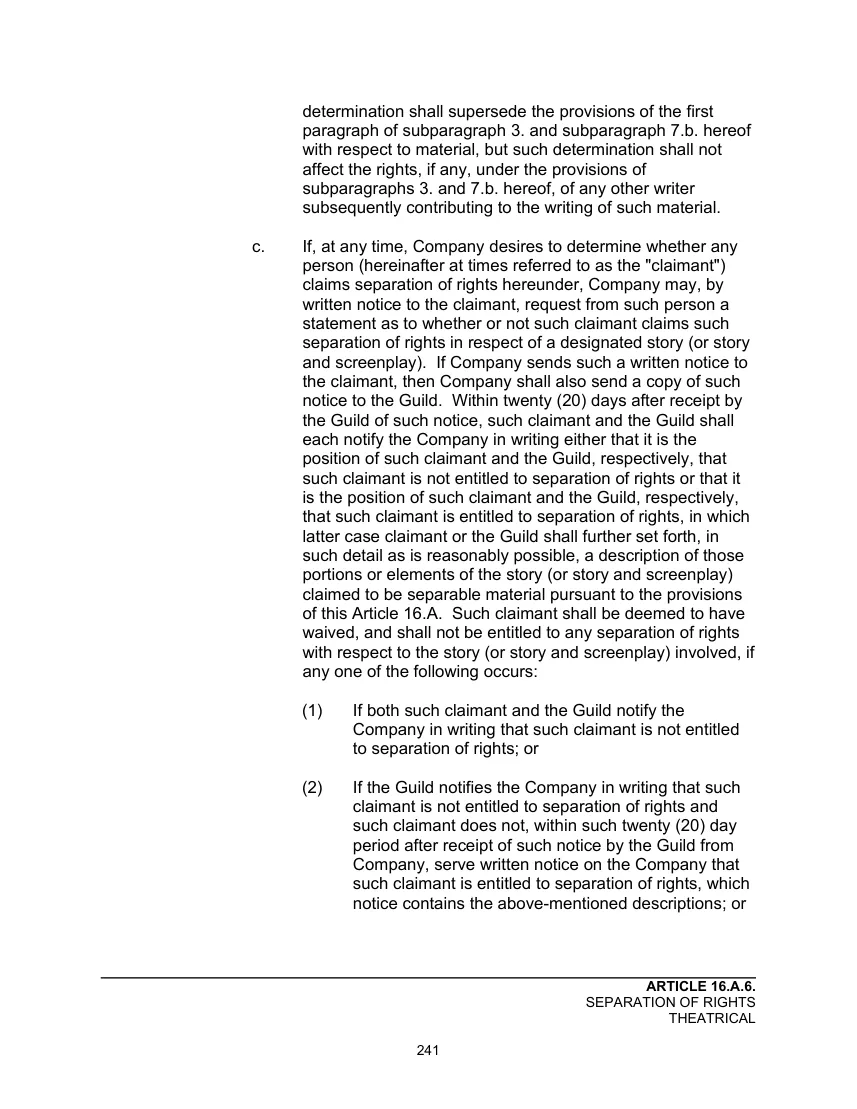 determination shall supersede the provisions of the first
paragraph of subparagraph 3. and subparagraph 7.b. hereof
with respect to material, but such determination shall not
affect the rights, if any, under the provisions of
subparagraphs 3. and 7.b. hereof, of any other writer
subsequently contributing to the writing of such material.
c. If, at any time, Company desires to determine whether any
person (hereinafter at times referred to as the "claimant")
claims separation of rights hereunder, Company may, by
written notice to the claimant, request from such person a
statement as to whether or not such claimant claims such
separation of rights in respect of a designated story (or story
and screenplay).  If Company sends such a written notice to
the claimant, then Company shall also send a copy of such
notice to the Guild.  Within twenty (20) days after receipt by
the Guild of such notice, such claimant and the Guild shall
each notify the Company in writing either that it is the
position of such claimant and the Guild, respectively, that
such claimant is not entitled to separation of rights or that it
is the position of such claimant and the Guild, respectively,
that such claimant is entitled to separation of rights, in which
latter case claimant or the Guild shall further set forth, in
such detail as is reasonably possible, a description of those
portions or elements of the story (or story and screenplay)
claimed to be separable material pursuant to the provisions
of this Article 16.A.  Such claimant shall be deemed to have
waived, and shall not be entitled to any separation of rights
with respect to the story (or story and screenplay) involved, if
any one of the following occurs:
(1) If both such claimant and the Guild notify the
Company in writing that such claimant is not entitled
to separation of rights; or
(2) If the Guild notifies the Company in writing that such
claimant is not entitled to separation of rights and
such claimant does not, within such twenty (20) day
period after receipt of such notice by the Guild from
Company, serve written notice on the Company that
such claimant is entitled to separation of rights, which
notice contains the above-mentioned descriptions; or
ARTICLE 16.A.6.
SEPARATION OF RIGHTS
THEATRICAL
241